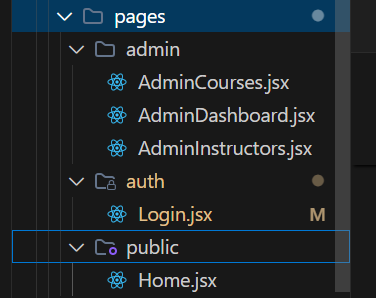 pages
admin
AdminCourses.jsx
AdminDashboard.jsx
AdminInstructors.jsx
auth
Login.jsx M
public
Home.jsx